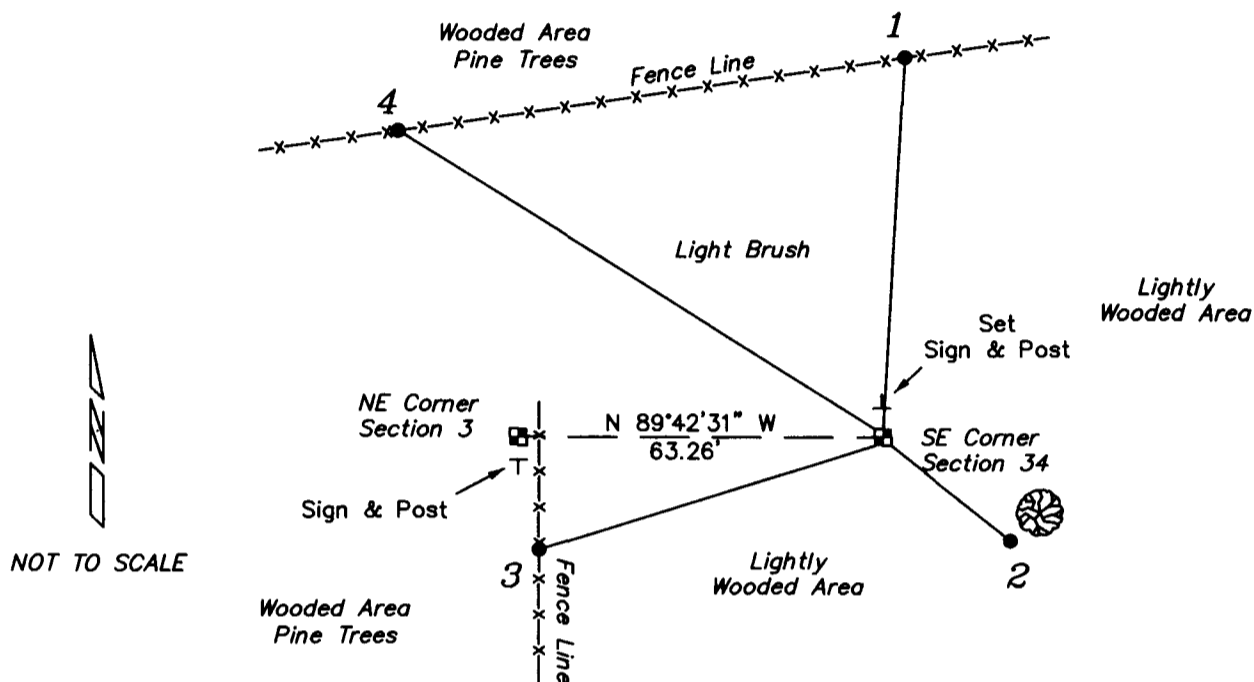 Wooded Area
Pine Trees
1
Fence Line
4
Light Brush
Lightly
Wooded Area
Set
Sign & Post
NE Corner
Section 3
N 89°42'31" W
63.26'
SE Corner
Section 34
Sign & Post
N
NOT TO SCALE
3
Fence Line
Lightly
Wooded Area
2
Wooded Area
Pine Trees